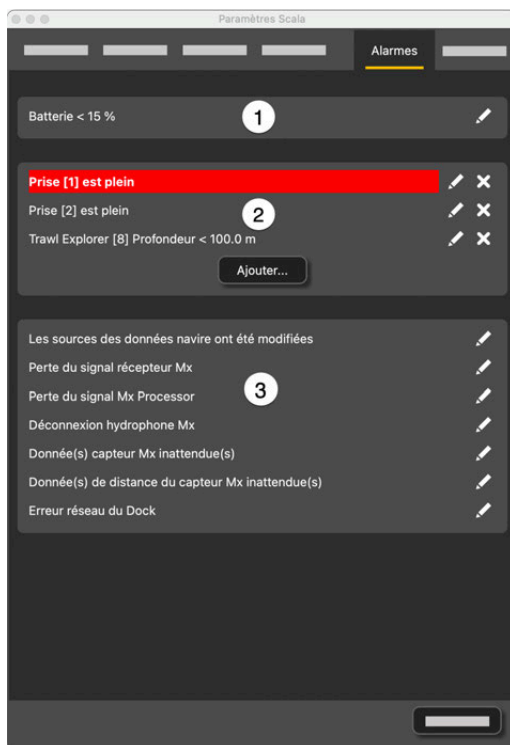 Paramètres Scala
Alarmes
Batterie < 15 %
1
Prise [1] est plein
Prise [2] est plein
2
Trawl Explorer [8] Profondeur < 100.0 m
Ajouter...
Les sources des données navire ont été modifiées
Perte du signal récepteur Mx
3
Perte du signal Mx Processor
Déconnexion hydrophone Mx
Donnée(s) capteur Mx inattendue(s)
Donnée(s) de distance du capteur Mx inattendue(s)
Erreur réseau du Dock